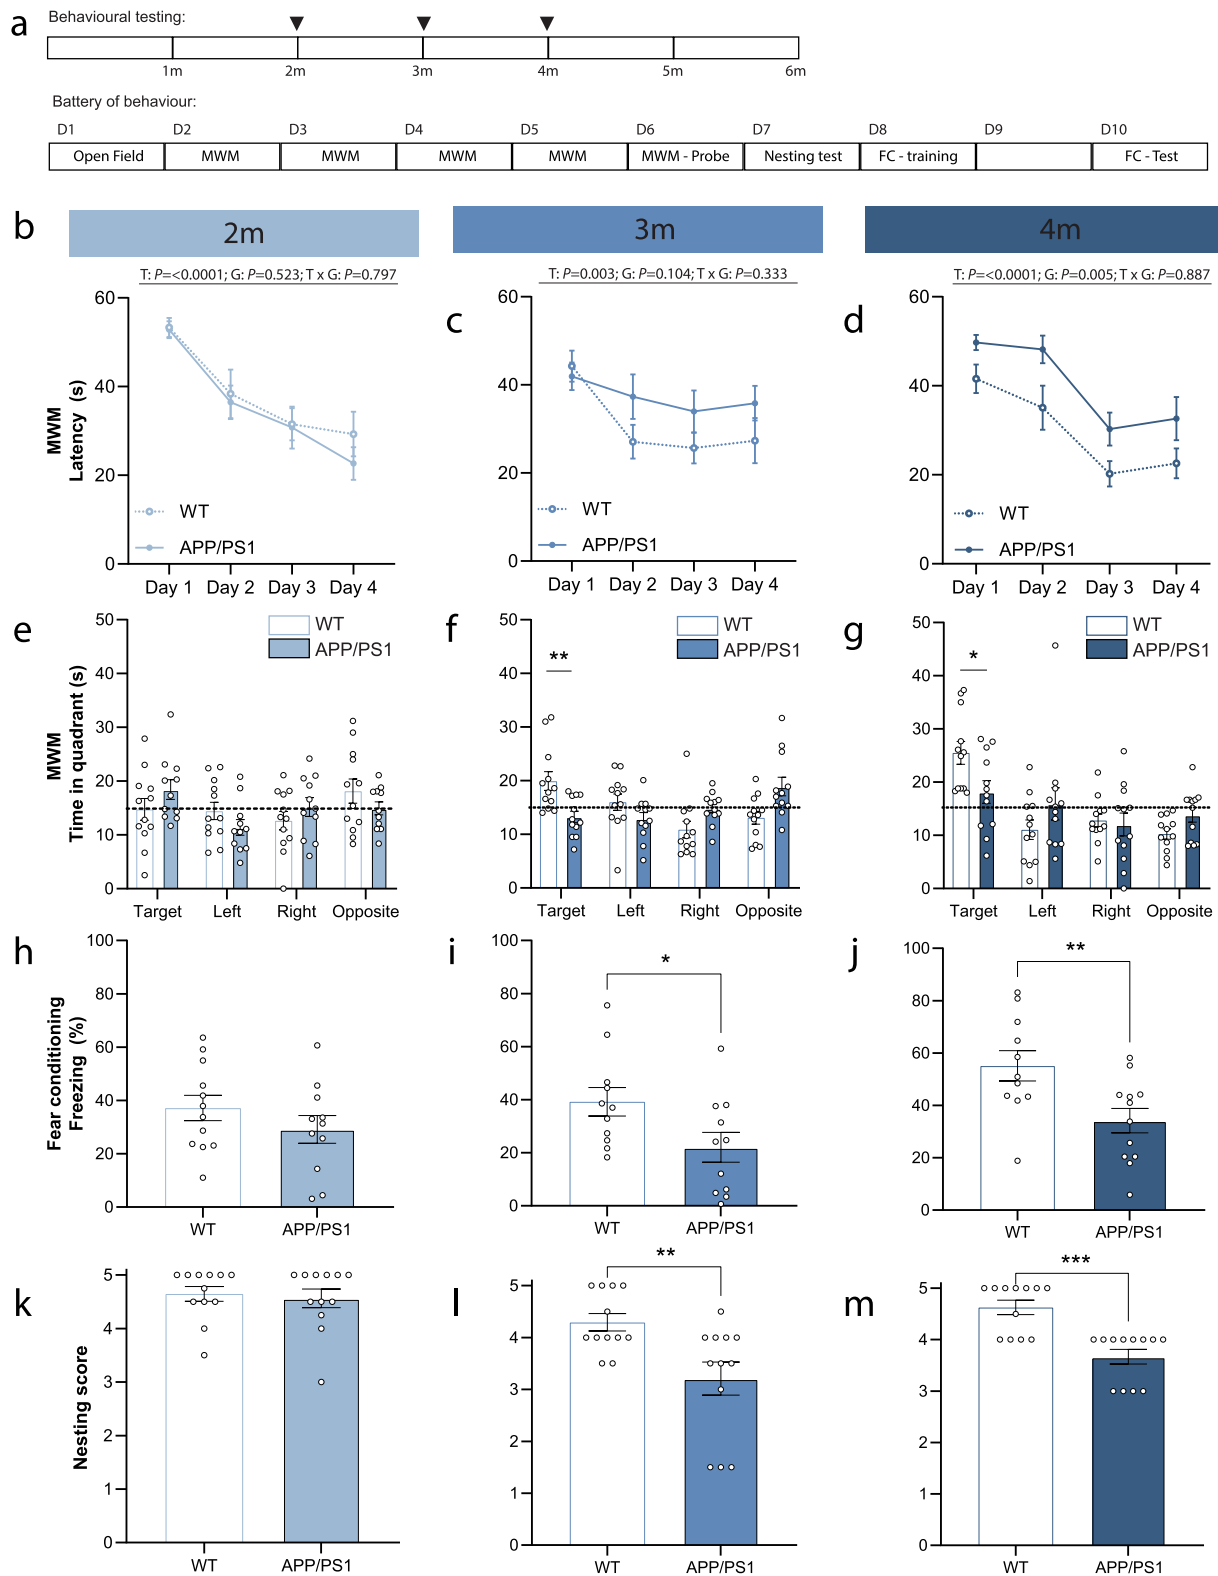 a
Behavioural testing:
1m 2m 3m 4m 5m 6m
Battery of behaviour:
D1 D2 D3 D4 D5 D6 D7 D8 D9 D10
Open Field MWM MWM MWM MWM MWM - Probe Nesting test FC - training FC - Test
b 2m 3m 4m
T: P=<0.0001; G: P=0.523; T x G: P=0.797
T: P=0.003; G: P=0.104; T x G: P=0.333
T: P=<0.0001; G: P=0.005; T x G: P=0.887
MWM
Latency (s)
60
40
20
0
WT
APP/PS1
Day 1 Day 2 Day 3 Day 4
c
60
40
20
0
WT
APP/PS1
Day 1 Day 2 Day 3 Day 4
d
60
40
20
0
WT
APP/PS1
Day 1 Day 2 Day 3 Day 4
e
MWM
Time in quadrant (s)
50
40
30
20
10
0
WT
APP/PS1
Target Left Right Opposite
f
50
40
30
20
10
0
WT
APP/PS1
**
Target Left Right Opposite
g
50
40
30
20
10
0
WT
APP/PS1
*
Target Left Right Opposite
h
Fear conditioning
Freezing (%)
100
80
60
40
20
0
WT APP/PS1
i
100
80
60
40
20
0
*
WT APP/PS1
j
100
80
60
40
20
0
**
WT APP/PS1
k
Nesting score
5
4
3
2
1
0
WT APP/PS1
l
5
4
3
2
1
0
**
WT APP/PS1
m
5
4
3
2
1
0
***
WT APP/PS1